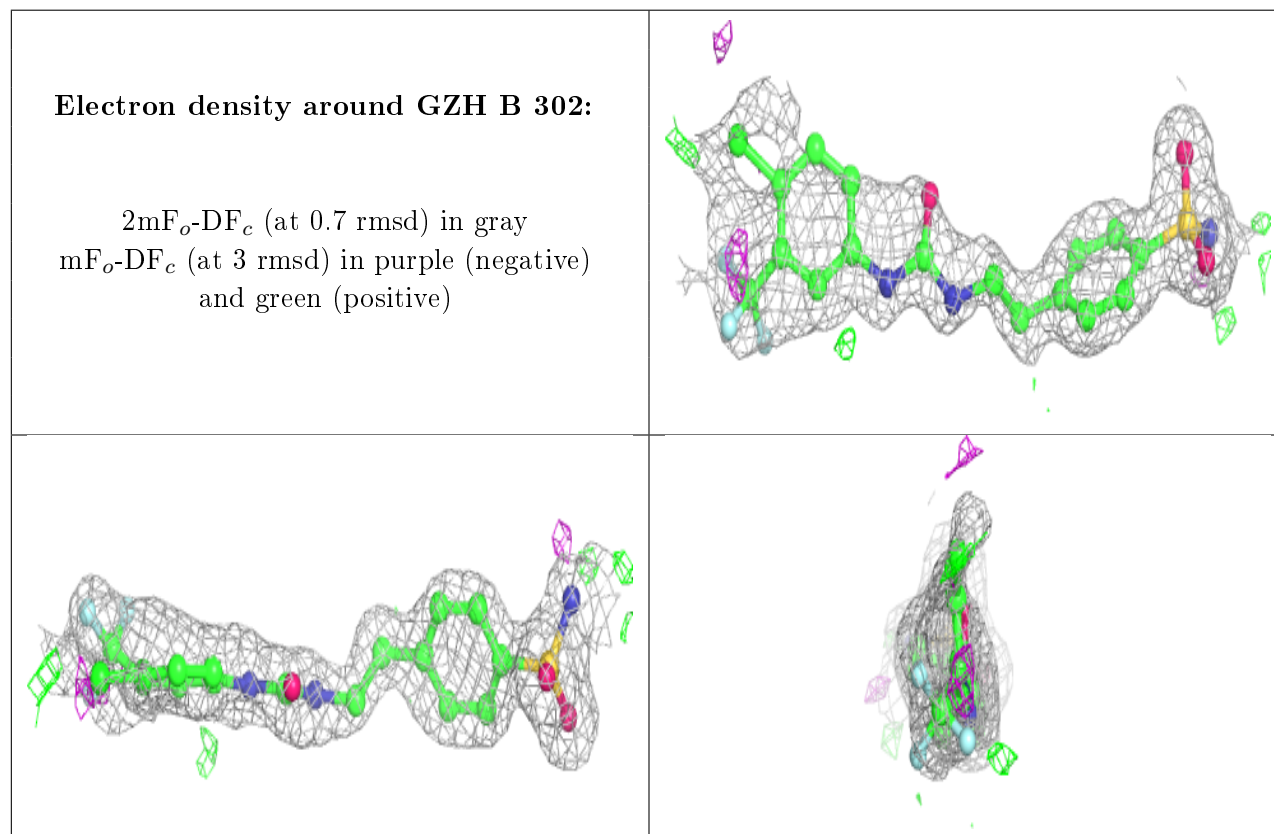 Electron density around GZH B 302:
2mFo-DFc (at 0.7 rmsd) in gray
mFo-DFc (at 3 rmsd) in purple (negative)
and green (positive)